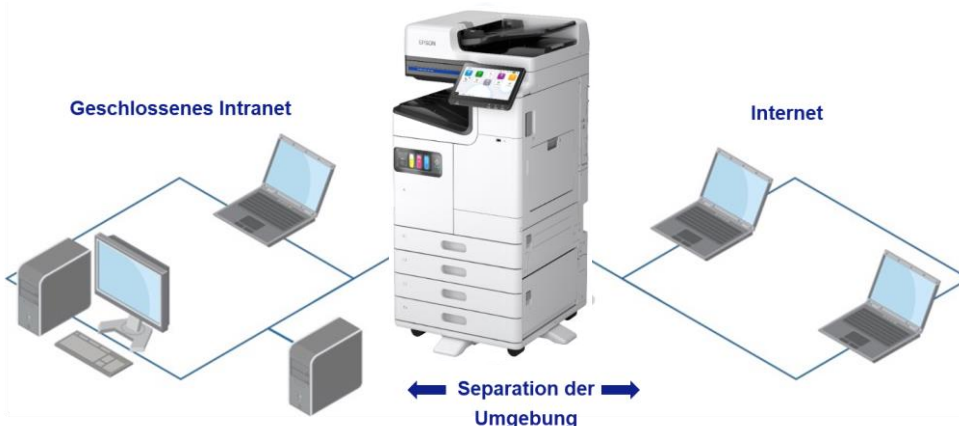 EPSON
Geschlossenes Intranet
Internet
Separation der
Umgebung